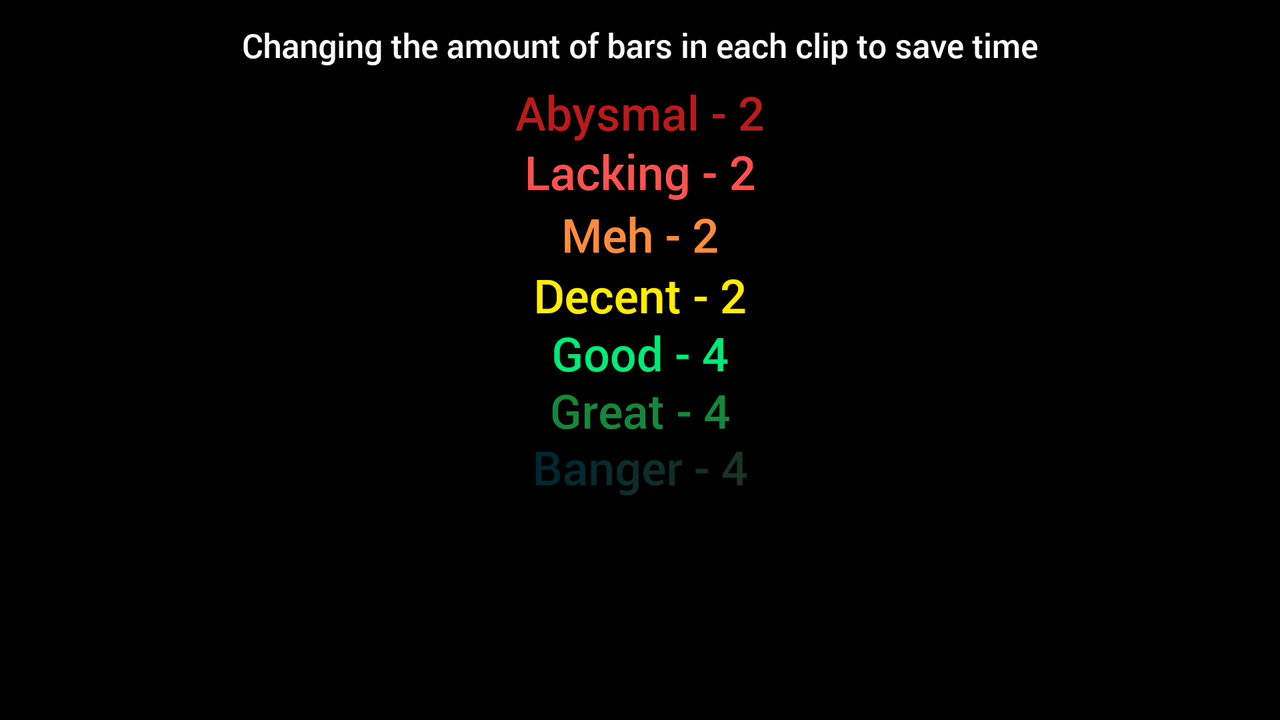 Changing the amount of bars in each clip to save time
Abysmal - 2
Lacking - 2
Meh - 2
Decent - 2
Good - 4
Great - 4
Banger - 4